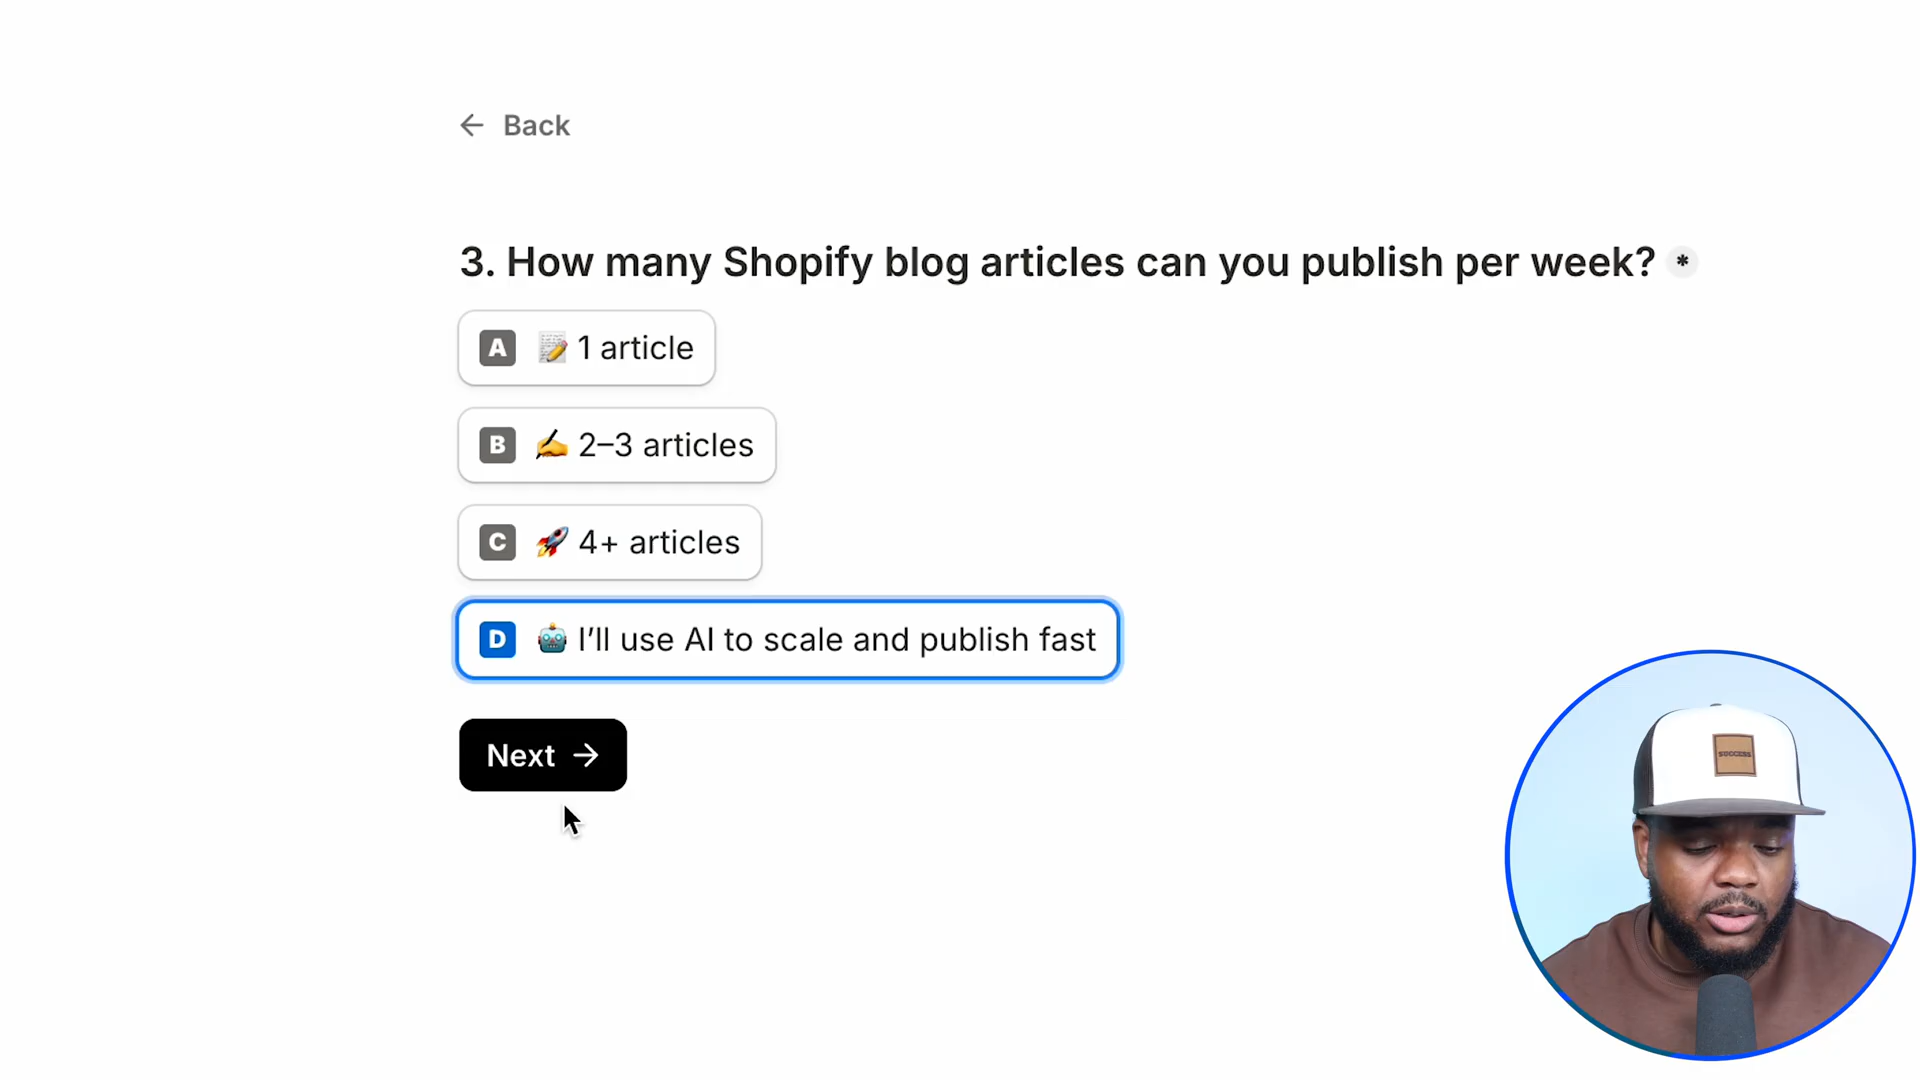 ← Back
3. How many Shopify blog articles can you publish per week? *
A 📝 1 article
B ✍️ 2–3 articles
C 🚀 4+ articles
D 🤖 I’ll use AI to scale and publish fast
Next →
SUCCESS